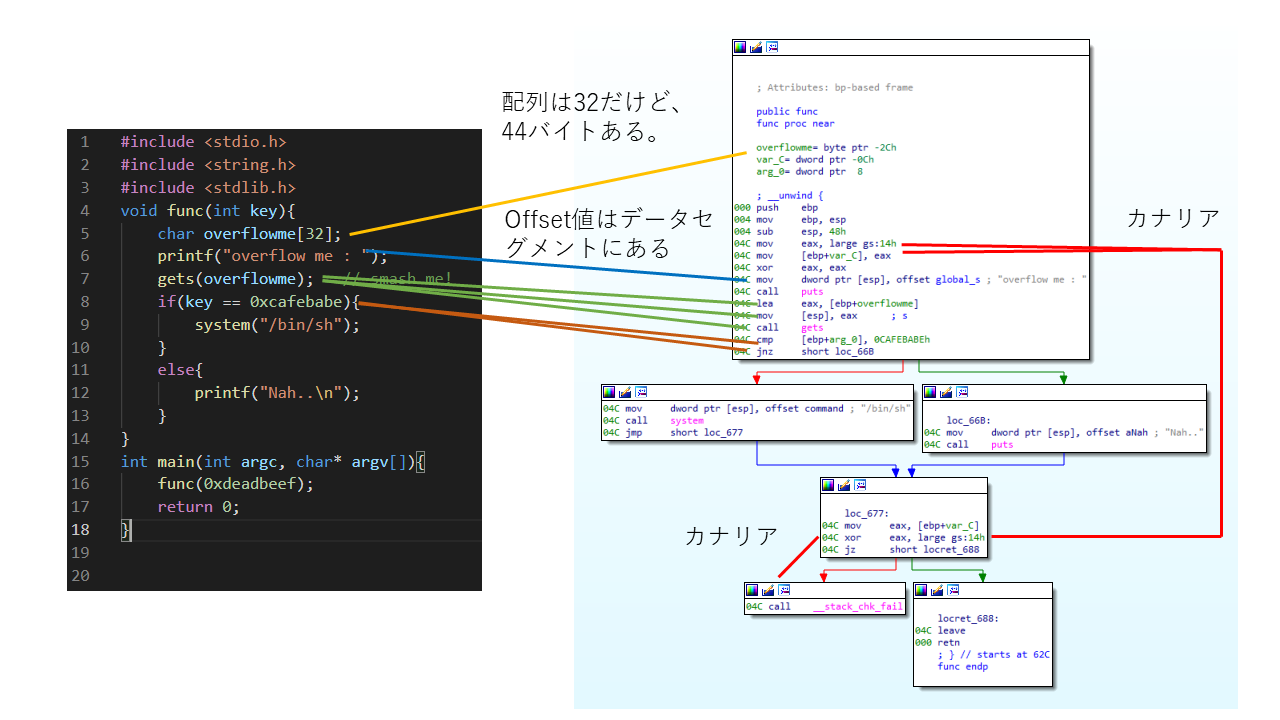 配列は32だけど、
44バイトある。
Offset値はデータセ
グメントにある
カナリア
カナリア
1 #include <stdio.h>
2 #include <string.h>
3 #include <stdlib.h>
4 void func(int key){
5 char overflowme[32];
6 printf("overflow me : ");
7 gets(overflowme); // smash me!
8 if(key == 0xcafebabe){
9 system("/bin/sh");
10 }
11 else{
12 printf("Nah..\n");
13 }
14 }
15 int main(int argc, char* argv[]){
16 func(0xdeadbeef);
17 return 0;
18 }
19
20
; Attributes: bp-based frame
public func
func proc near
overflowme= byte ptr -2Ch
var_C= dword ptr -0Ch
arg_0= dword ptr  8
; __unwind {
000 push ebp
004 mov ebp, esp
004 sub esp, 48h
04C mov eax, large gs:14h
04C mov [ebp+var_C], eax
04C xor eax, eax
04C mov dword ptr [esp], offset global_s ; "overflow me : "
04C call puts
04C lea eax, [ebp+overflowme]
04C mov [esp], eax ; s
04C call gets
04C cmp [ebp+arg_0], 0CAFEBABEh
04C jnz short loc_66B
04C mov dword ptr [esp], offset command ; "/bin/sh"
04C call system
04C jmp short loc_677
loc_66B:
04C mov dword ptr [esp], offset aNah ; "Nah.."
04C call puts
loc_677:
04C mov eax, [ebp+var_C]
04C xor eax, large gs:14h
04C jz short locret_688
04C call __stack_chk_fail
locret_688:
04C leave
000 retn
; } // starts at 62C
func endp